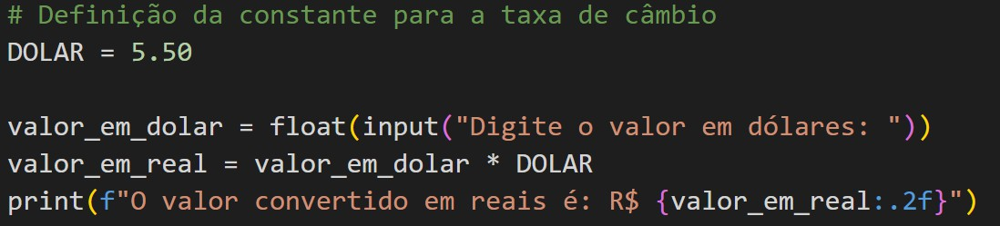 # Definição da constante para a taxa de câmbio
DOLAR = 5.50
valor_em_dolar = float(input("Digite o valor em dólares: "))
valor_em_real = valor_em_dolar * DOLAR
print(f"O valor convertido em reais é: R$ {valor_em_real:.2f}")